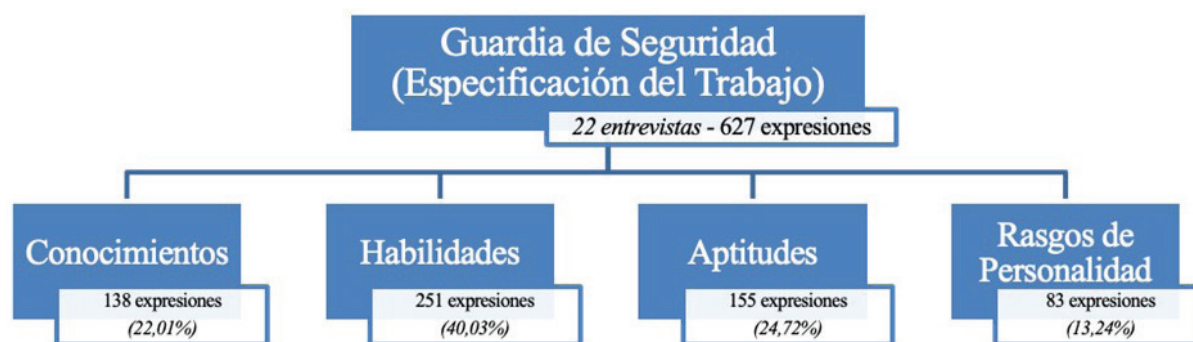 Guardia de Seguridad
(Especificación del Trabajo)
22 entrevistas - 627 expresiones
Conocimientos
138 expresiones
(22,01%)
Habilidades
251 expresiones
(40,03%)
Aptitudes
155 expresiones
(24,72%)
Rasgos de
Personalidad
83 expresiones
(13,24%)